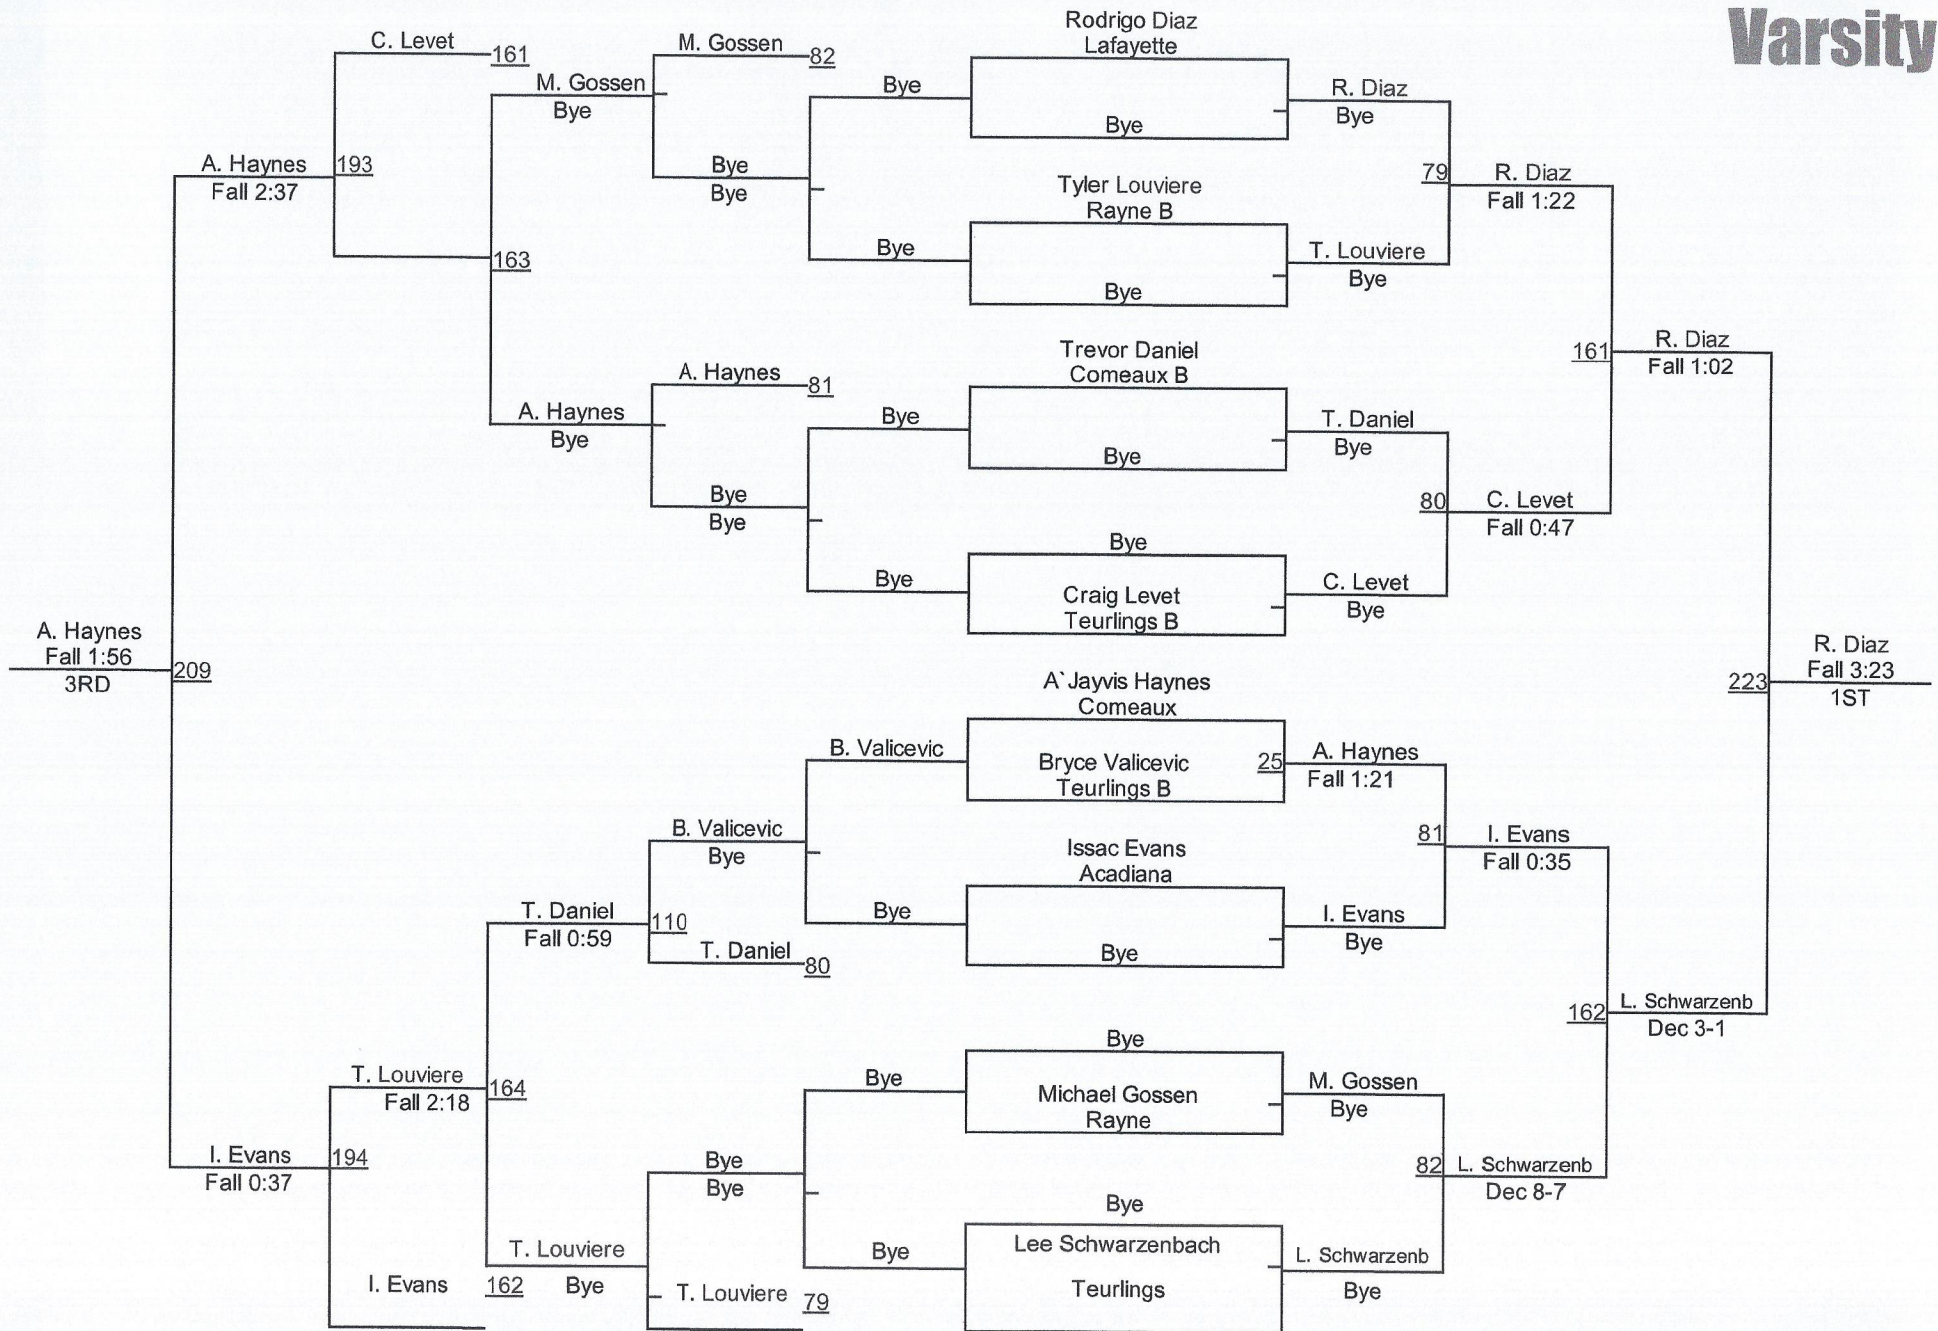 Varsity
Rodrigo Diaz
Lafayette
C. Levet
161
M. Gossen
82
M. Gossen
Bye
Bye
Bye
R. Diaz
Bye
A. Haynes
193
Fall 2:37
Bye
Bye
79
R. Diaz
Fall 1:22
Tyler Louviere
Rayne B
163
Bye
T. Louviere
Bye
Bye
Trevor Daniel
Comeaux B
161
R. Diaz
Fall 1:02
A. Haynes
81
A. Haynes
Bye
Bye
T. Daniel
Bye
Bye
Bye
Bye
80
C. Levet
Fall 0:47
Bye
Bye
Craig Levet
Teurlings B
C. Levet
Bye
A. Haynes
Fall 1:56
3RD
209
R. Diaz
Fall 3:23
1ST
223
A`Jayvis Haynes
Comeaux
B. Valicevic
Bryce Valicevic
Teurlings B
25
A. Haynes
Fall 1:21
B. Valicevic
Bye
81
I. Evans
Fall 0:35
Issac Evans
Acadiana
T. Daniel
Fall 0:59
110
Bye
I. Evans
Bye
T. Daniel
80
Bye
162
L. Schwarzenb
Dec 3-1
Bye
T. Louviere
Fall 2:18
164
Bye
Michael Gossen
Rayne
M. Gossen
Bye
I. Evans
Fall 0:37
194
Bye
Bye
82
L. Schwarzenb
Dec 8-7
Bye
T. Louviere
Bye
Bye
Lee Schwarzenbach
Teurlings
L. Schwarzenb
Bye
I. Evans
162
T. Louviere
79